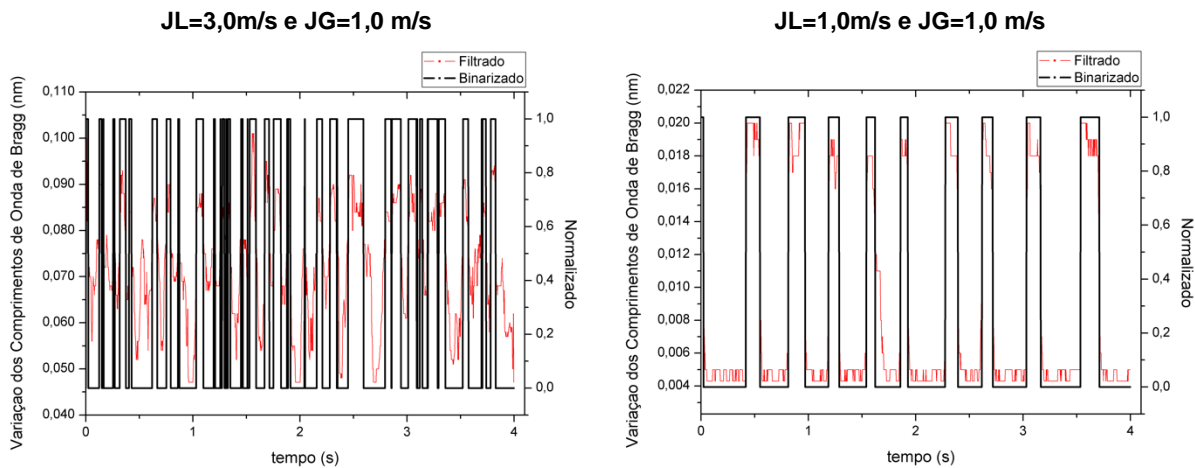 JL=3,0m/s e JG=1,0 m/s
Filtrado
Binarizado
Variaçao dos Comprimentos de Onda de Bragg (nm)
0,110
0,100
0,090
0,080
0,070
0,060
0,050
0,040
1,0
0,8
0,6
0,4
0,2
0,0
Normalizado
0 1 2 3 4
tempo (s)
JL=1,0m/s e JG=1,0 m/s
Filtrado
Binarizado
Variaçao dos Comprimentos de Onda de Bragg (nm)
0,022
0,020
0,018
0,016
0,014
0,012
0,010
0,008
0,006
0,004
1,0
0,8
0,6
0,4
0,2
0,0
Normalizado
0 1 2 3 4
tempo (s)